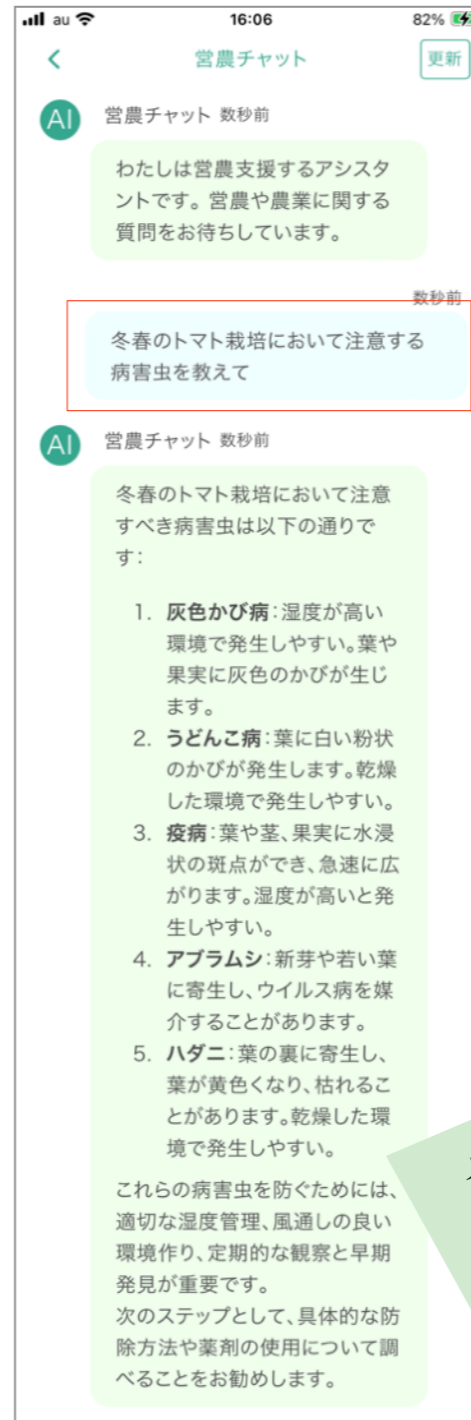 au 16:06 82%
営農チャット 更新
AI 営農チャット 数秒前
わたしは営農支援するアシスタ
ントです。営農や農業に関する
質問をお待ちしています。
数秒前
冬春のトマト栽培において注意する
病害虫を教えて
AI 営農チャット 数秒前
冬春のトマト栽培において注意
すべき病害虫は以下の通りで
す:
1. 灰色かび病:湿度が高い
環境で発生しやすい。葉や
果実に灰色のかびが生じ
ます。
2. うどんこ病:葉に白い粉状
のかびが発生します。乾燥
した環境で発生しやすい。
3. 疫病:葉や茎、果実に水浸
状の斑点ができ、急速に広
がります。湿度が高いと発
生しやすい。
4. アブラムシ:新芽や若い葉
に寄生し、ウイルス病を媒
介することがあります。
5. ハダニ:葉の裏に寄生し、
葉が黄色くなり、枯れるこ
とがあります。乾燥した環
境で発生しやすい。
これらの病害虫を防ぐためには、
適切な湿度管理、風通しの良い
環境作り、定期的な観察と早期
発見が重要です。
次のステップとして、具体的な防
除方法や薬剤の使用について調
べることをお勧めします。